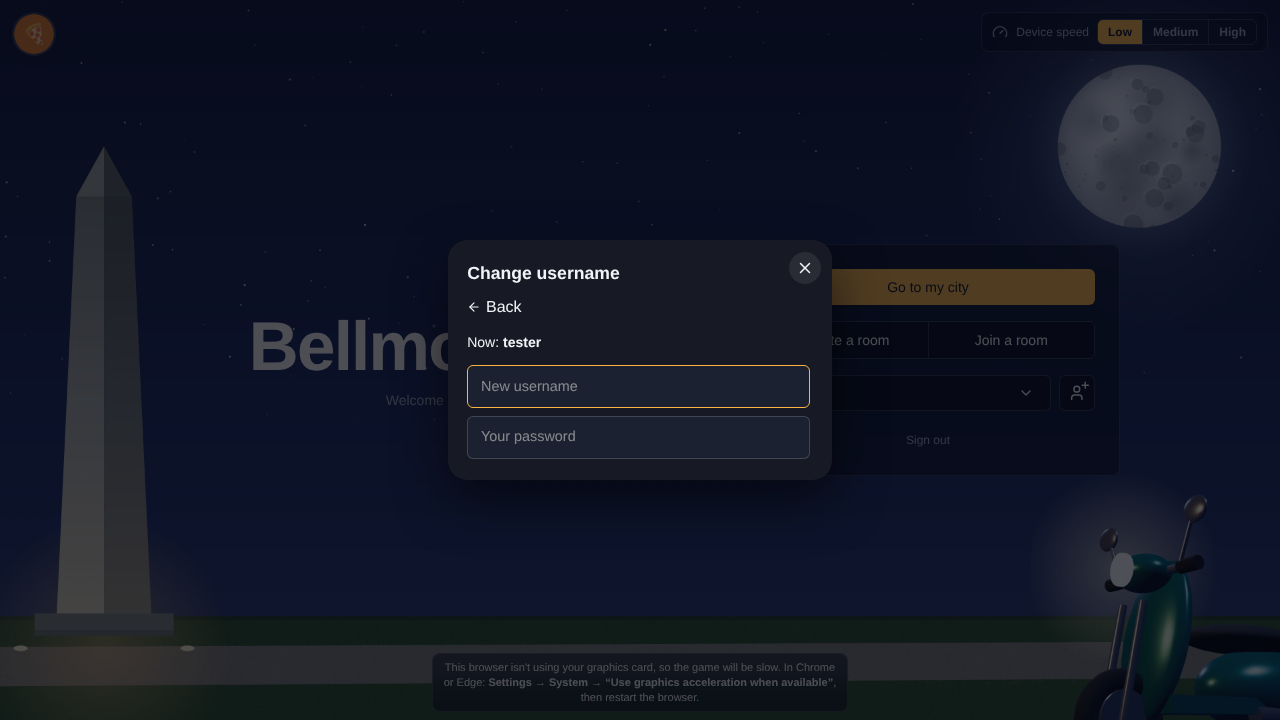 Device speed Low Medium High
Change username
Back
Now: tester
New username
Your password
Go to my city
te a room Join a room
Bellmo
Welcome
Sign out
This browser isn't using your graphics card, so the game will be slow. In Chrome
or Edge: Settings → System → “Use graphics acceleration when available”,
then restart the browser.